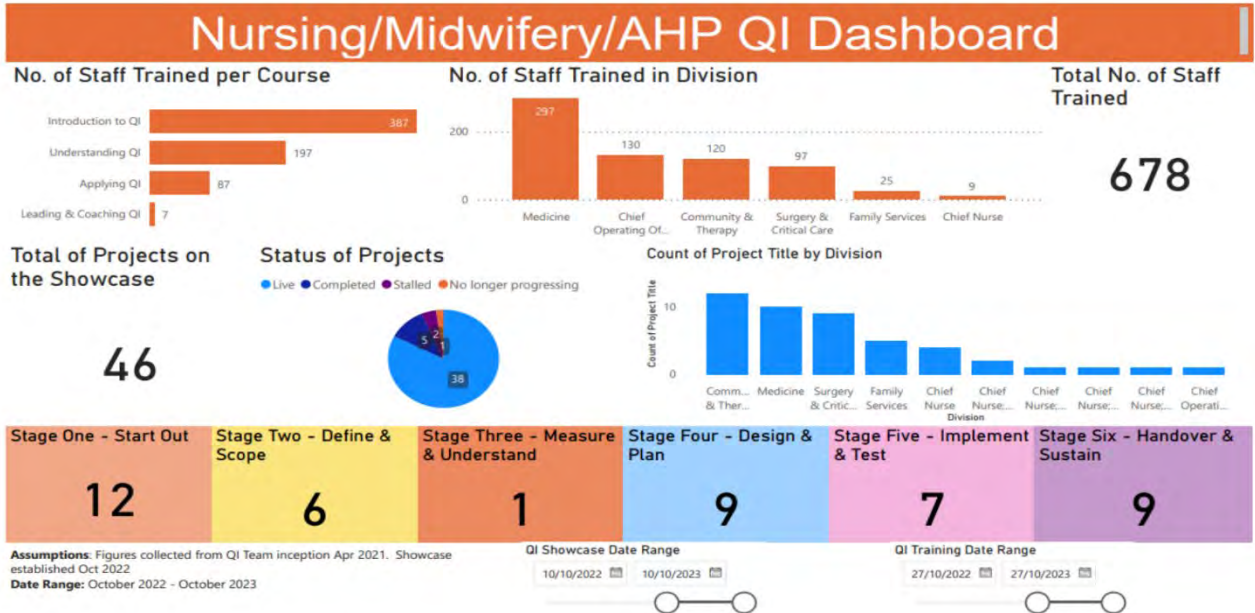 Nursing/Midwifery/AHP QI Dashboard
No. of Staff Trained per Course
Introduction to QI
387
Understanding QI
197
Applying QI
87
Leading & Coaching QI
7
No. of Staff Trained in Division
200
0
297
130
120
97
25
9
Medicine
Chief
Operating Of...
Community &
Therapy
Surgery &
Critical Care
Family Services
Chief Nurse
Total No. of Staff
Trained
678
Total of Projects on
the Showcase
46
Status of Projects
Live
Completed
Stalled
No longer progressing
5
2
1
38
Count of Project Title by Division
Count of Project Title
10
0
Comm...
& Ther...
Medicine
Surgery
& Critic...
Family
Services
Chief
Nurse
Chief
Nurse;...
Chief
Nurse;...
Chief
Nurse;...
Chief
Nurse;...
Chief
Operati...
Division
Stage One - Start Out
12
Stage Two - Define &
Scope
6
Stage Three - Measure
& Understand
1
Stage Four - Design &
Plan
9
Stage Five - Implement
& Test
7
Stage Six - Handover &
Sustain
9
Assumptions: Figures collected from QI Team inception Apr 2021. Showcase
established Oct 2022
Date Range: October 2022 - October 2023
QI Showcase Date Range
10/10/2022
10/10/2023
QI Training Date Range
27/10/2022
27/10/2023